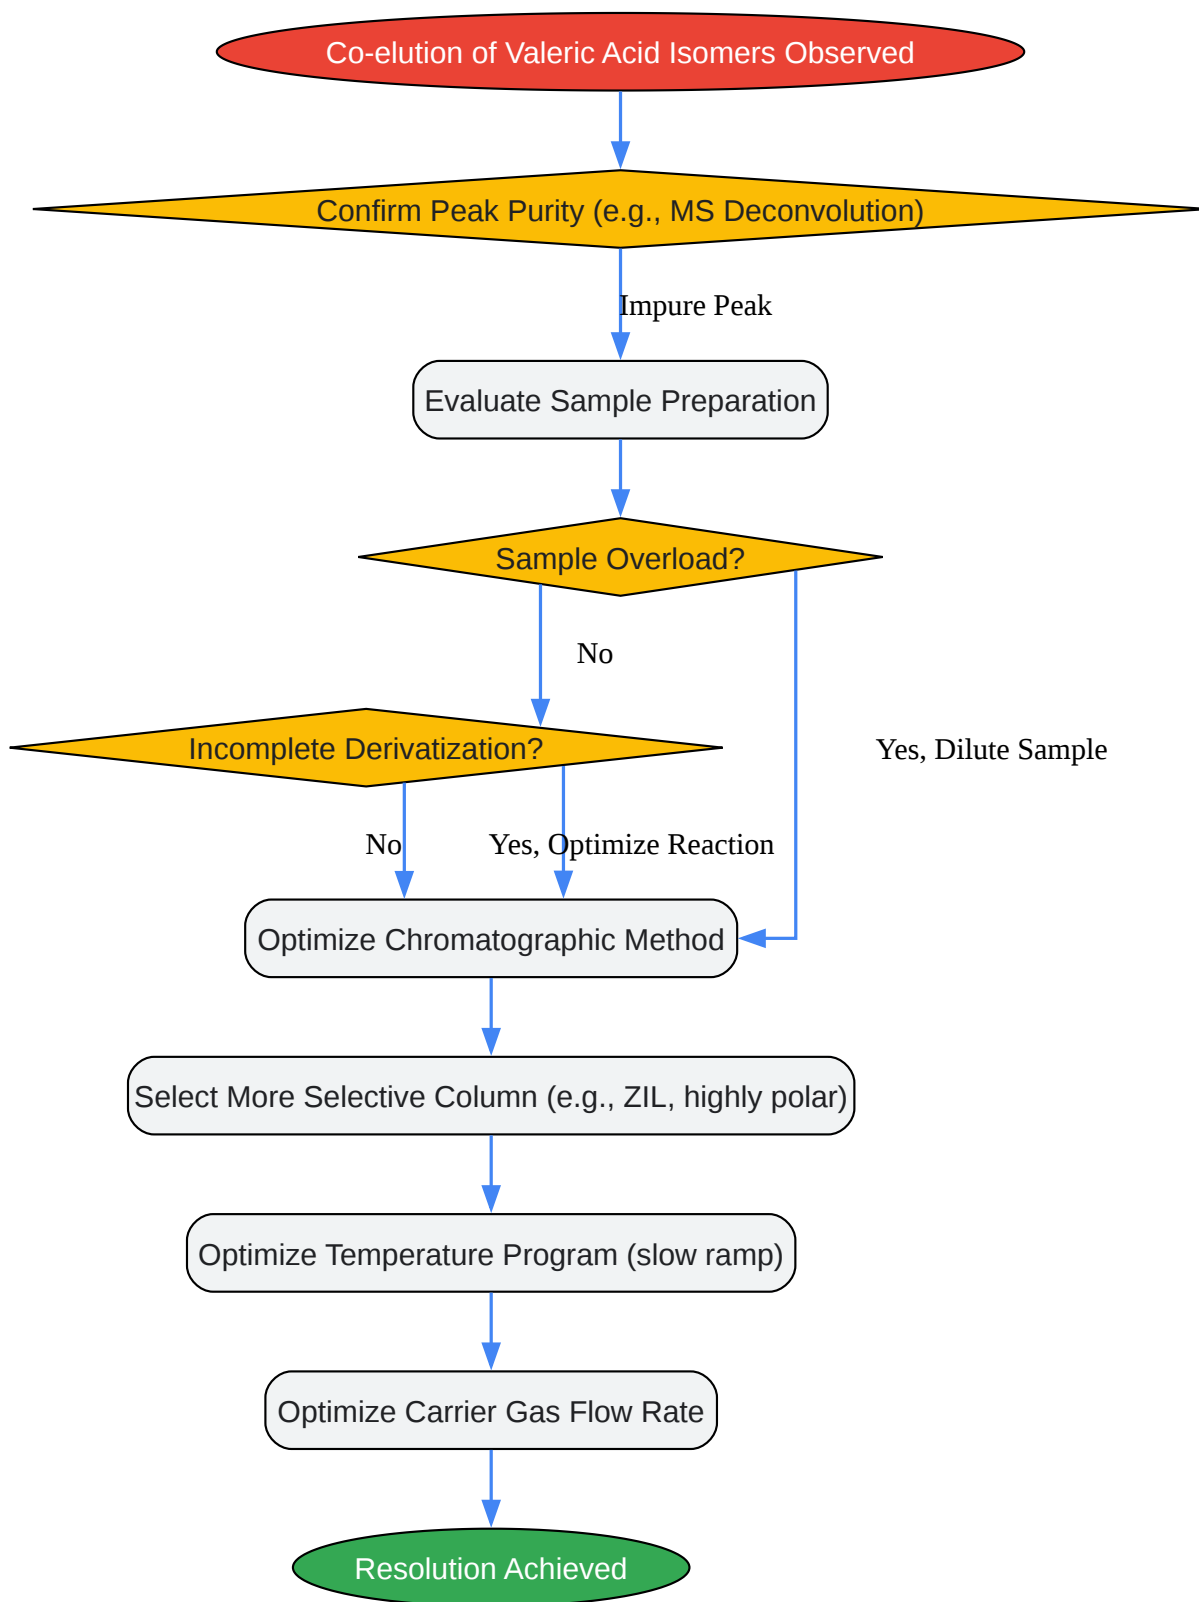 Co-elution of Valeric Acid Isomers Observed
Confirm Peak Purity (e.g., MS Deconvolution)
Impure Peak
Evaluate Sample Preparation
Sample Overload?
No
Incomplete Derivatization?
Yes, Dilute Sample
No
Yes, Optimize Reaction
Optimize Chromatographic Method
Select More Selective Column (e.g., ZIL, highly polar)
Optimize Temperature Program (slow ramp)
Optimize Carrier Gas Flow Rate
Resolution Achieved